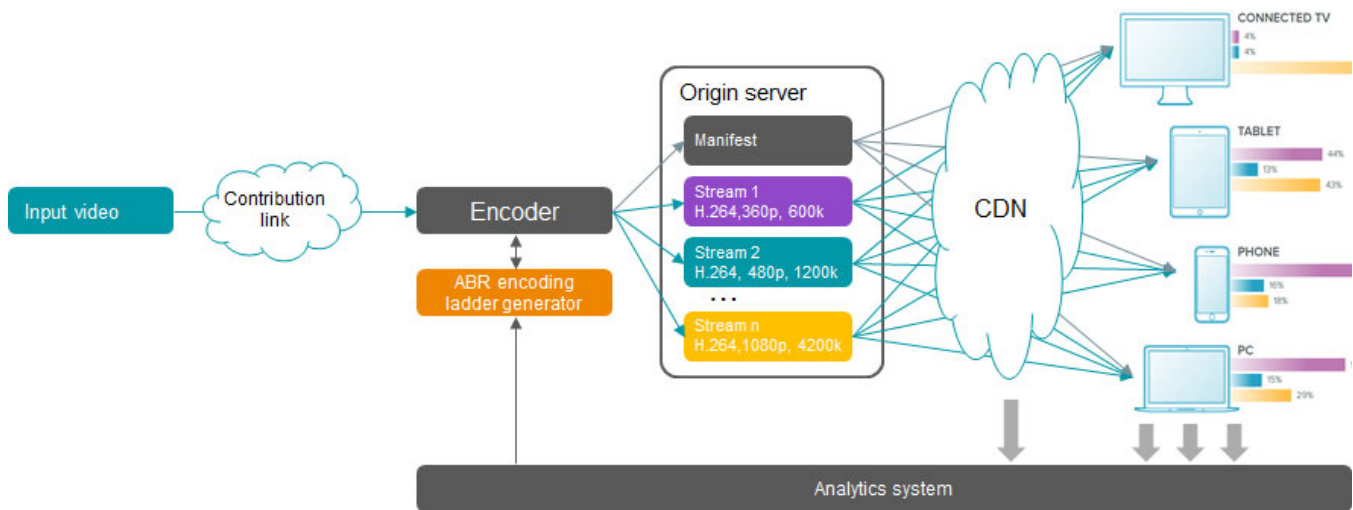 CONNECTED TV
4%
4%
Origin server
Manifest
TABLET
44%
13%
43%
Input video
Contribution
link
Encoder
Stream 1
H.264,360p, 600k
CDN
Stream 2
H.264, 480p, 1200k
...
ABR encoding
ladder generator
PHONE
16%
18%
Stream n
H.264,1080p, 4200k
PC
15%
29%
Analytics system